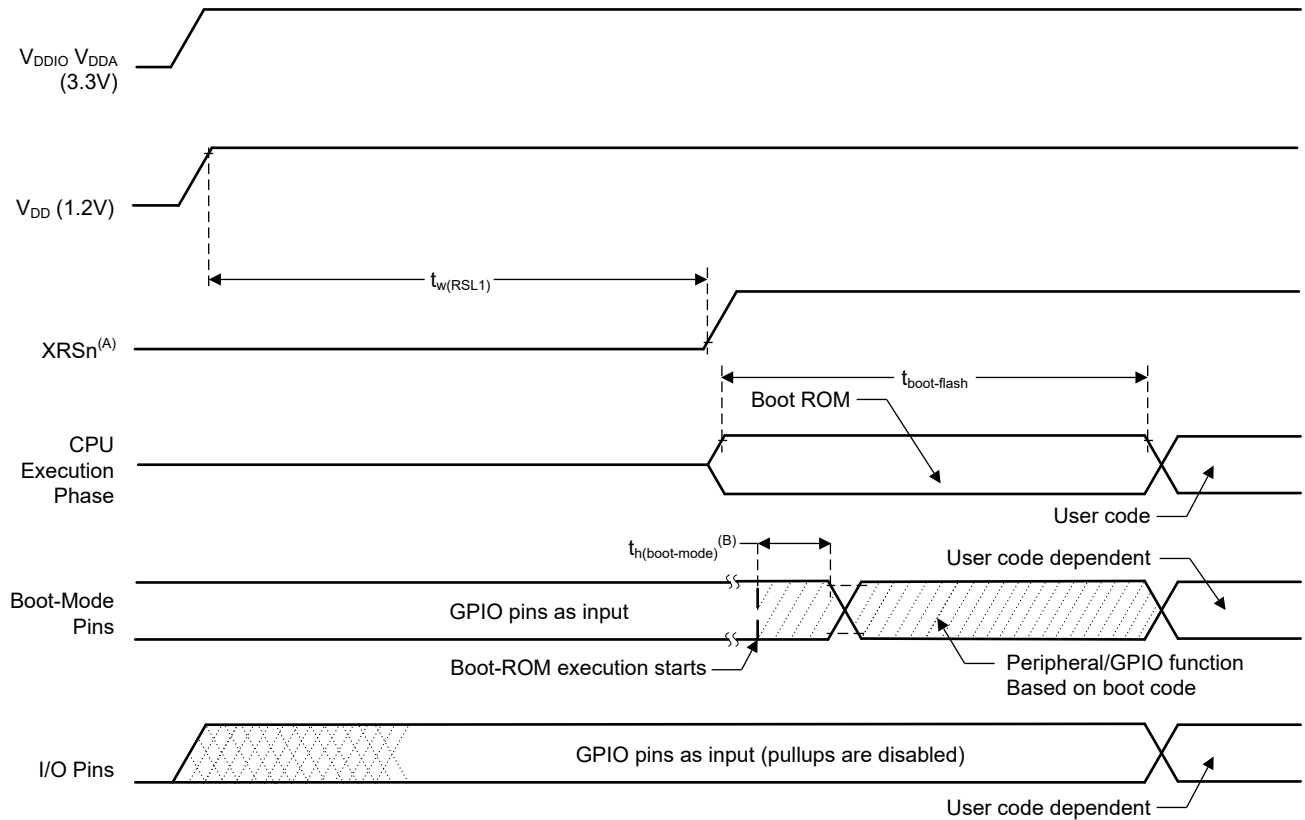 VDDIO VDDA
(3.3V)
VDD (1.2V)
tw(RSL1)
XRSn(A)
tboot-flash
Boot ROM
CPU
Execution
Phase
User code
th(boot-mode)(B)
User code dependent
Boot-Mode
Pins
GPIO pins as input
Boot-ROM execution starts
Peripheral/GPIO function
Based on boot code
I/O Pins
GPIO pins as input (pullups are disabled)
User code dependent